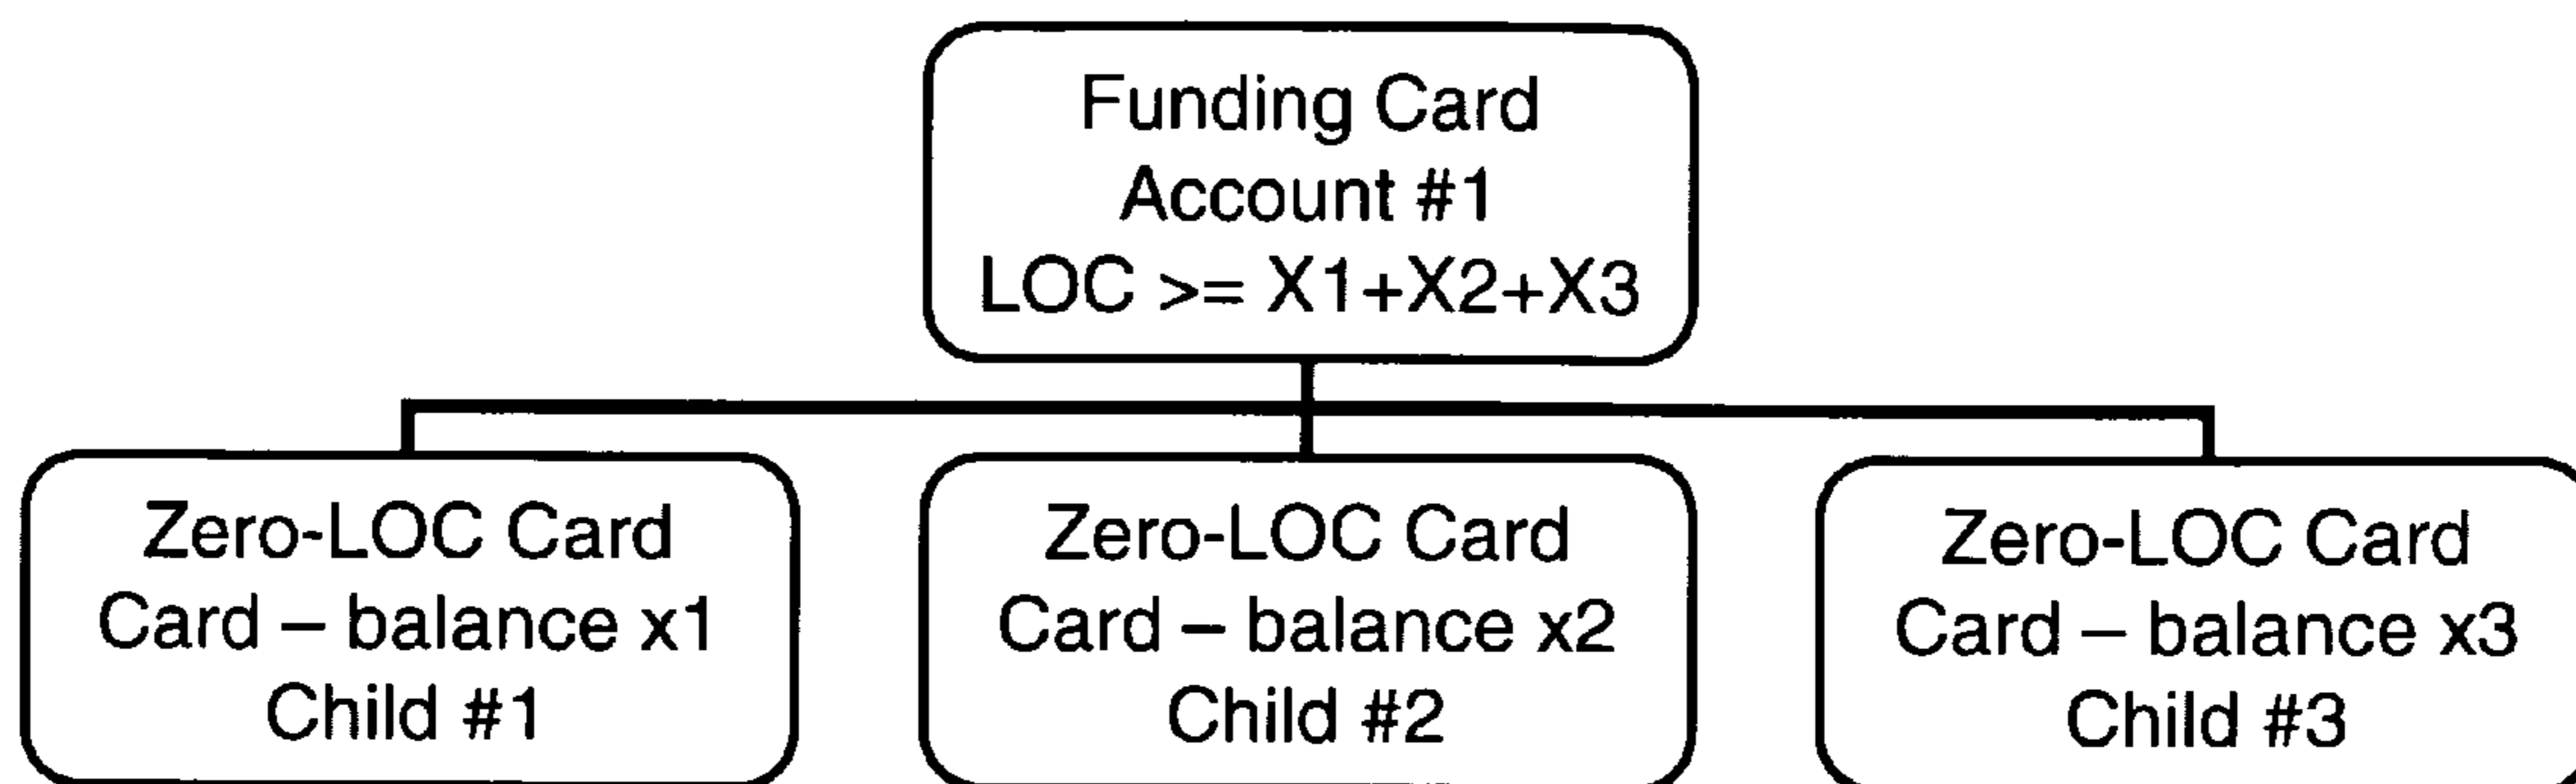 Funding Card
Account #1
LOC >= X1+X2+X3
Zero-LOC Card
Card – balance x1
Child #1
Zero-LOC Card
Card – balance x2
Child #2
Zero-LOC Card
Card – balance x3
Child #3